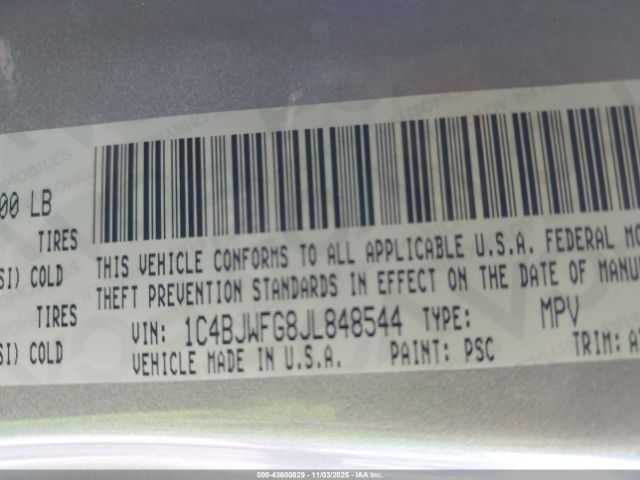 00 LB
TIRES
SI) COLD
TIRES
SI) COLD
THIS VEHICLE CONFORMS TO ALL APPLICABLE U.S.A. FEDERAL MO
THEFT PREVENTION STANDARDS IN EFFECT ON THE DATE OF MANU
VIN: 1C4BJWFG8JL848544 TYPE: MPV
VEHICLE MADE IN U.S.A. PAINT: PSC TRIM: A
000-43600829 - 11/03/2025 - IAA Inc.